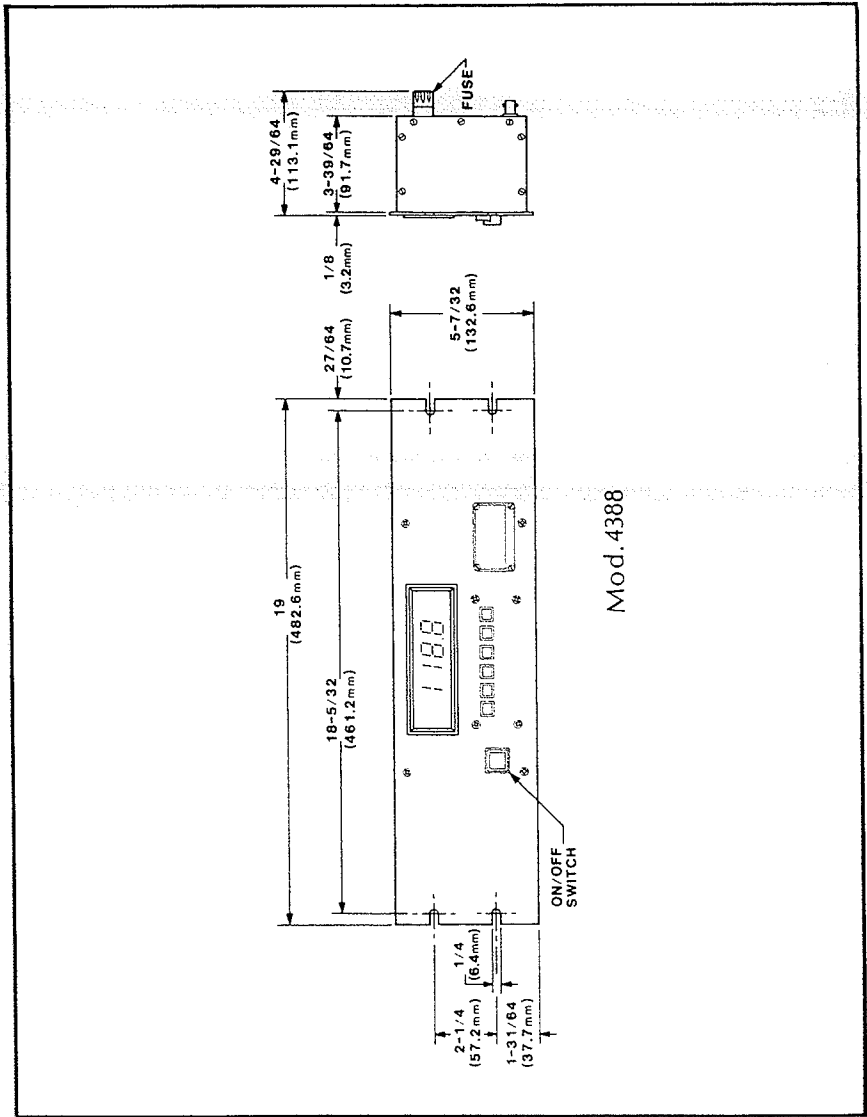 19
(482.6mm)
18-5/32
(461.2mm)
27/64
(10.7mm)
1/8
(3.2mm)
4-29/64
(113.1mm)
3-39/64
(91.7mm)
FUSE
2-1/4
(57.2mm)
1/4
(6.4mm)
1-31/64
(37.7mm)
118.8
5-7/32
(132.6mm)
ON/OFF
SWITCH
Mod. 4388